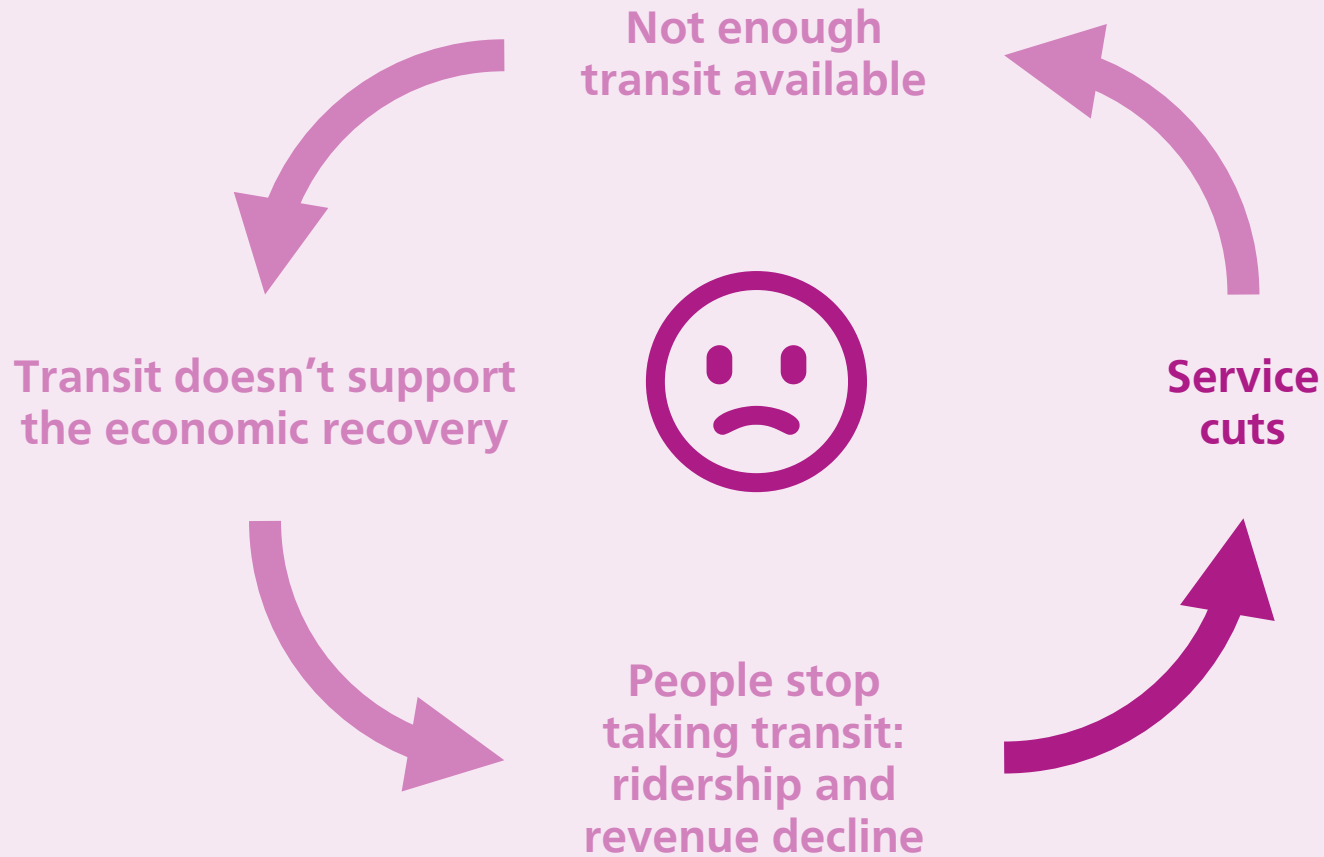 Not enough
transit available
Transit doesn’t support
the economic recovery
Service
cuts
People stop
taking transit:
ridership and
revenue decline